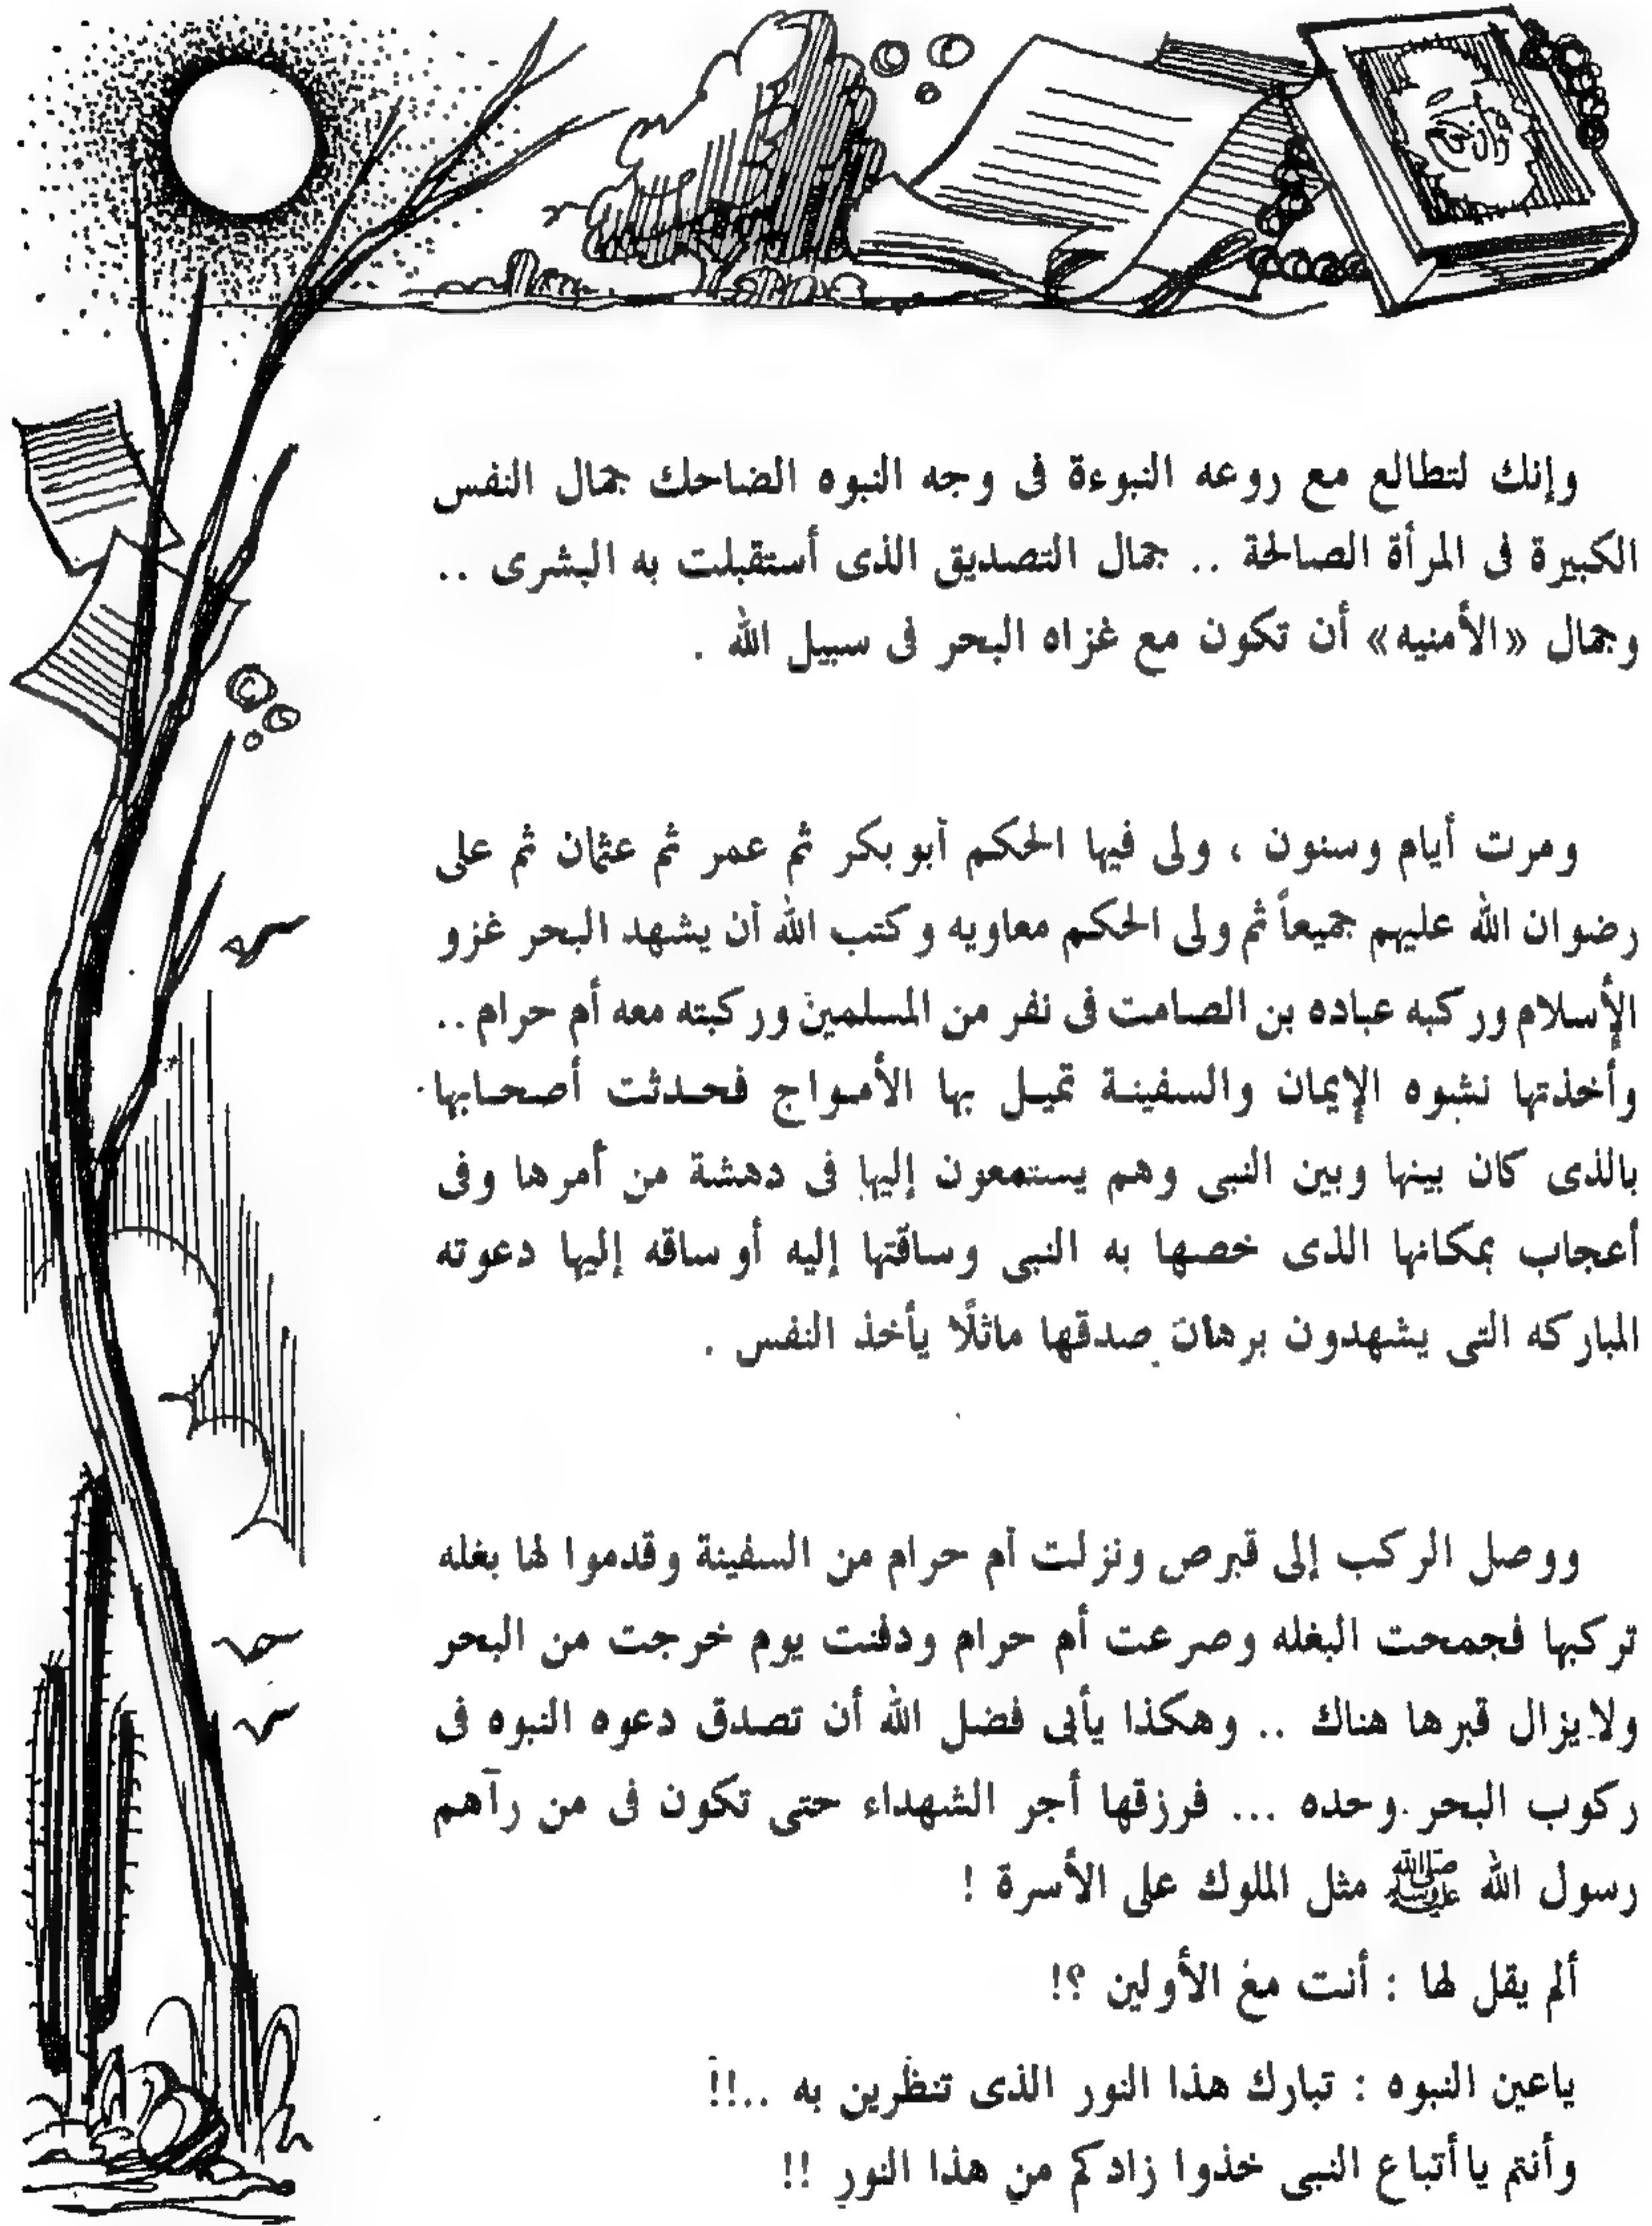 وإنك لتطالع مع روعه النبوءة فى وجه النبوه الضاحك جمال النفس
الكبيرة فى المرأة الصالحة .. جمال التصديق الذى أستقبلت به البشرى ..
وجمال «الأمنيه» أن تكون مع غزاه البحر فى سبيل الله .
ومرت أيام وسنون ، ولى فيها الحكم أبو بكر ثم عمر ثم عثمان ثم على
رضوان الله عليهم جميعاً ثم ولى الحكم معاويه وكتب الله أن يشهد البحر غزو
الإسلام وركبه عباده بن الصامت فى نفر من المسلمين وركبته معه أم حرام ..
وأخذتها نشوه الإيمان والسفينة تميل بها الأمواج فحدثت أصحابها
بالذى كان بينها وبين النبى وهم يستمعون إليها فى دهشة من أمرها وفى
أعجاب بمكانها الذى خصها به النبى وساقتها إليه أو ساقه إليها دعوته
المباركه التى يشهدون برهان صدقها ماثلًا يأخذ النفس .
ووصل الركب إلى قبرص ونزلت أم حرام من السفينة وقدموا لها بغله
تركبها فجمحت البغله وصرعت أم حرام ودفنت يوم خرجت من البحر
ولا يزال قبرها هناك .. وهكذا يأبى فضل الله أن تصدق دعوه النبوه فى
ركوب البحر وحده ... فرزقها أجر الشهداء حتى تكون فى من رآهم
رسول الله ﷺ مثل الملوك على الأسرة !
ألم يقل لها : أنت مع الأولين ؟!
ياعين النبوه : تبارك هذا النور الذى تنظرين به ..!!
وأنتم يا أتباع النبى خذوا زادكم من هذا النور !!